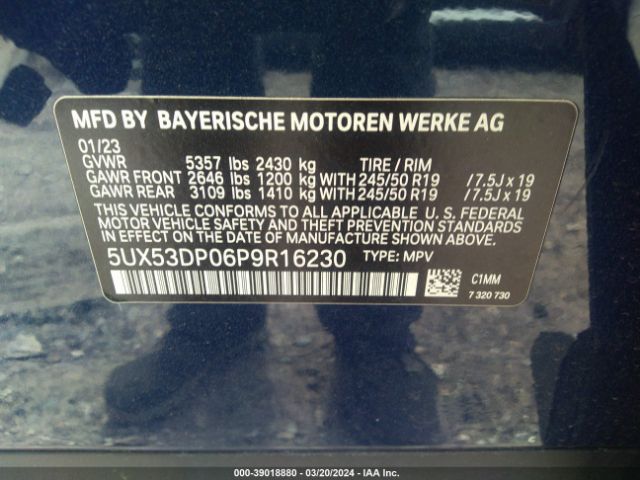 MFD BY BAYERISCHE MOTOREN WERKE AG
01/23
GVWR 5357 lbs 2430 kg TIRE / RIM
GAWR FRONT 2646 lbs 1200 kg WITH 245/50 R19 / 7.5J x 19
GAWR REAR 3109 lbs 1410 kg WITH 245/50 R19 / 7.5J x 19
THIS VEHICLE CONFORMS TO ALL APPLICABLE U. S. FEDERAL
MOTOR VEHICLE SAFETY AND THEFT PREVENTION STANDARDS
IN EFFECT ON THE DATE OF MANUFACTURE SHOWN ABOVE.
5UX53DP06P9R16230 TYPE: MPV
C1MM
7 320 730
000-39018880 - 03/20/2024 - IAA Inc.